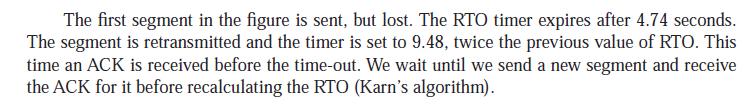 The first segment in the figure is sent, but lost. The RTO timer expires after 4.74 seconds.
The segment is retransmitted and the timer is set to 9.48, twice the previous value of RTO. This
time an ACK is received before the time-out. We wait until we send a new segment and receive
the ACK for it before recalculating the RTO (Karn’s algorithm).